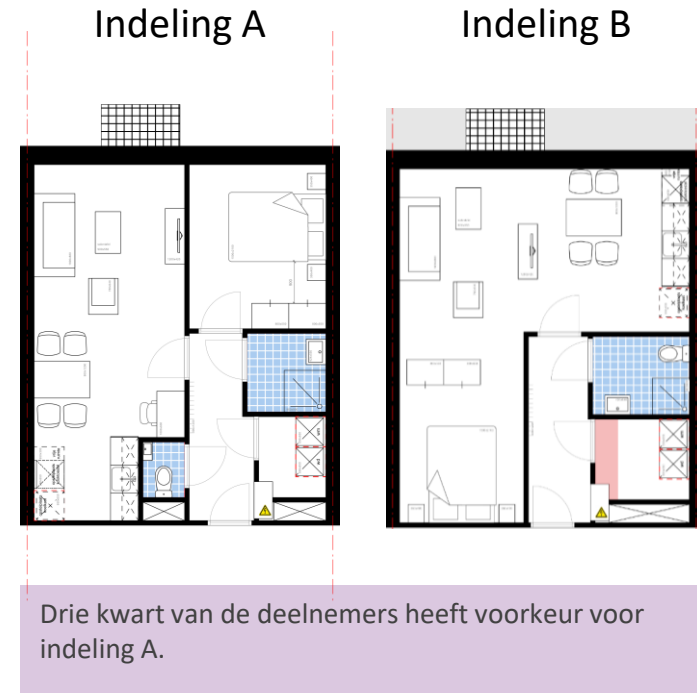 Indeling A
Indeling B
Drie kwart van de deelnemers heeft voorkeur voor
indeling A.